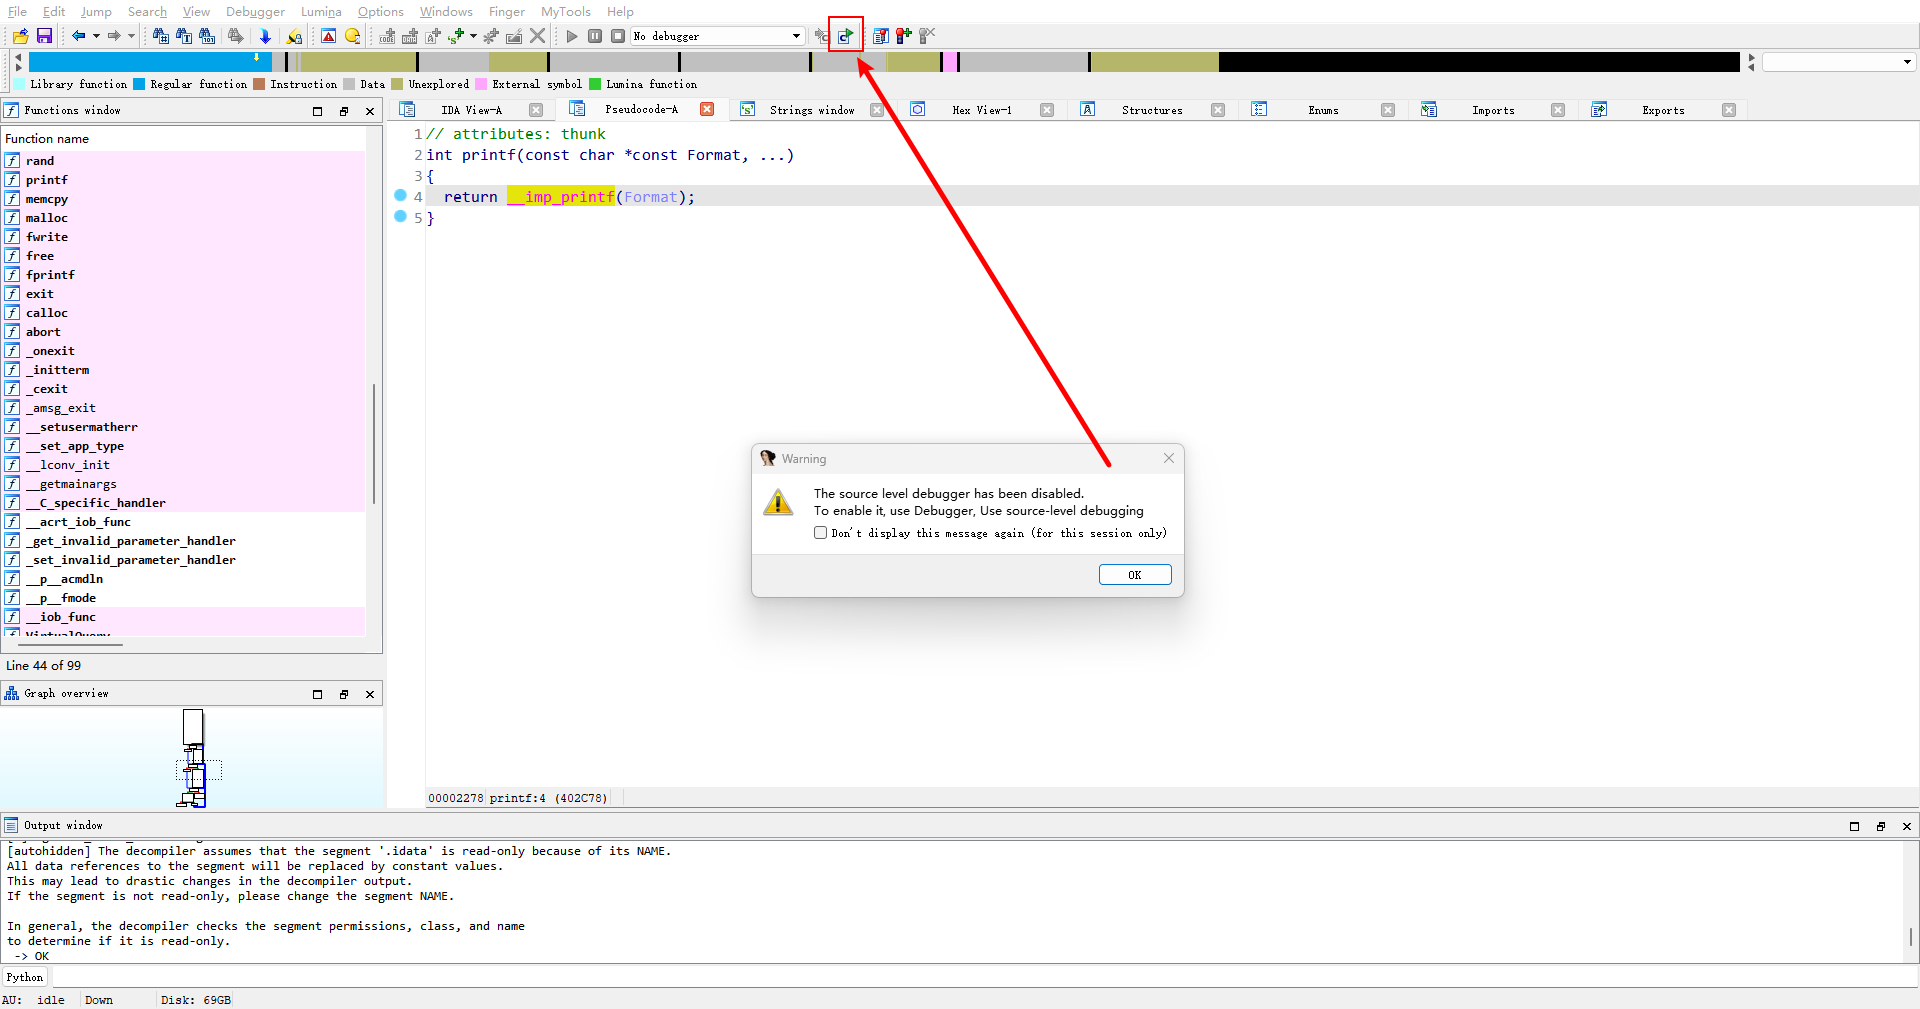 File Edit Jump Search View Debugger Lumina Options Windows Finger MyTools Help
No debugger
Library function Regular function Instruction Data Unexplored External symbol Lumina function
Functions window
IDA View-A Pseudocode-A Strings window Hex View-1 Structures Enums Imports Exports
Function name
rand
printf
memcpy
malloc
fwrite
free
fprintf
exit
calloc
abort
_onexit
_initterm
_cexit
_amsg_exit
__setusermatherr
__set_app_type
__lconv_init
__getmainargs
__C_specific_handler
__acrt_iob_func
_get_invalid_parameter_handler
_set_invalid_parameter_handler
__p__acmdln
__p__fmode
__iob_func
VirtualQuery
Line 44 of 99
Graph overview
1 // attributes: thunk
2 int printf(const char *const Format, ...)
3 {
4 return __imp_printf(Format);
5 }
Warning
The source level debugger has been disabled.
To enable it, use Debugger, Use source-level debugging
Don't display this message again (for this session only)
OK
00002278 printf:4 (402C78)
Output window
[autohidden] The decompiler assumes that the segment '.idata' is read-only because of its NAME.
All data references to the segment will be replaced by constant values.
This may lead to drastic changes in the decompiler output.
If the segment is not read-only, please change the segment NAME.
In general, the decompiler checks the segment permissions, class, and name
to determine if it is read-only.
-> OK
Python
AU: idle Down Disk: 69GB